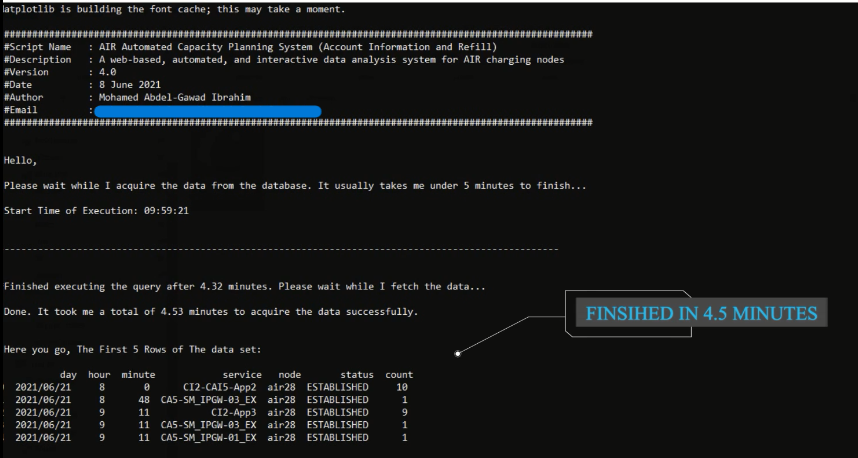 atplotlib is building the font cache; this may take a moment.
#########################################################################################################
#Script Name : AIR Automated Capacity Planning System (Account Information and Refill)
#Description : A web-based, automated, and interactive data analysis system for AIR charging nodes
#Version : 4.0
#Date : 8 June 2021
#Author : Mohamed Abdel-Gawad Ibrahim
#Email :
#########################################################################################################
Hello,
Please wait while I acquire the data from the database. It usually takes me under 5 minutes to finish...
Start Time of Execution: 09:59:21
---------------------------------------------------------------------------------------------------
Finished executing the query after 4.32 minutes. Please wait while I fetch the data...
Done. It took me a total of 4.53 minutes to acquire the data successfully.
FINSIHED IN 4.5 MINUTES
Here you go, The First 5 Rows of The data set:
day hour minute service node status count
2021/06/21 8 0 CI2-CAI5-App2 air28 ESTABLISHED 10
2021/06/21 8 48 CA5-SM_IPGW-03_EX air28 ESTABLISHED 1
2021/06/21 9 11 CI2-App3 air28 ESTABLISHED 9
2021/06/21 9 11 CA5-SM_IPGW-03_EX air28 ESTABLISHED 1
2021/06/21 9 11 CA5-SM_IPGW-01_EX air28 ESTABLISHED 1